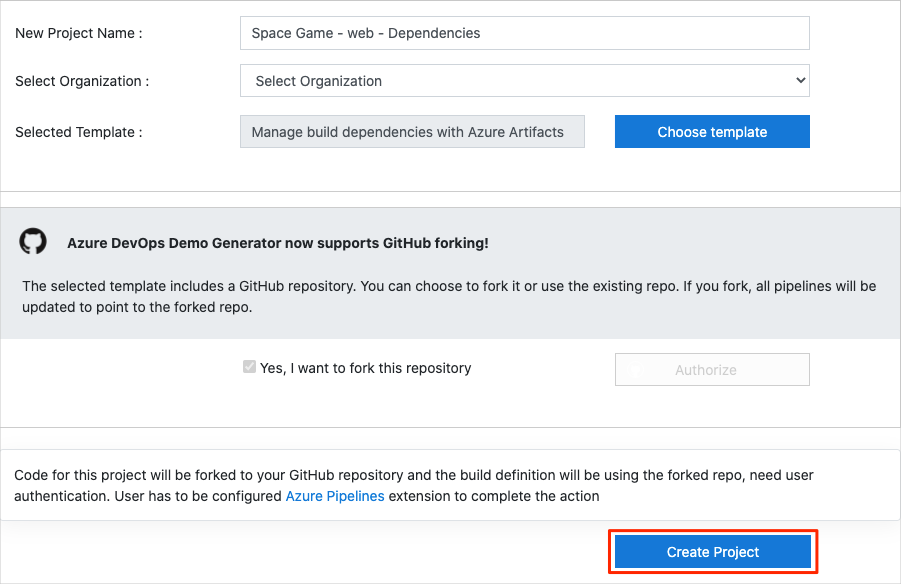 New Project Name :
Space Game - web - Dependencies
Select Organization :
Select Organization
Selected Template :
Manage build dependencies with Azure Artifacts
Choose template
Azure DevOps Demo Generator now supports GitHub forking!
The selected template includes a GitHub repository. You can choose to fork it or use the existing repo. If you fork, all pipelines will be
updated to point to the forked repo.
Yes, I want to fork this repository
Authorize
Code for this project will be forked to your GitHub repository and the build definition will be using the forked repo, need user
authentication. User has to be configured Azure Pipelines extension to complete the action
Create Project